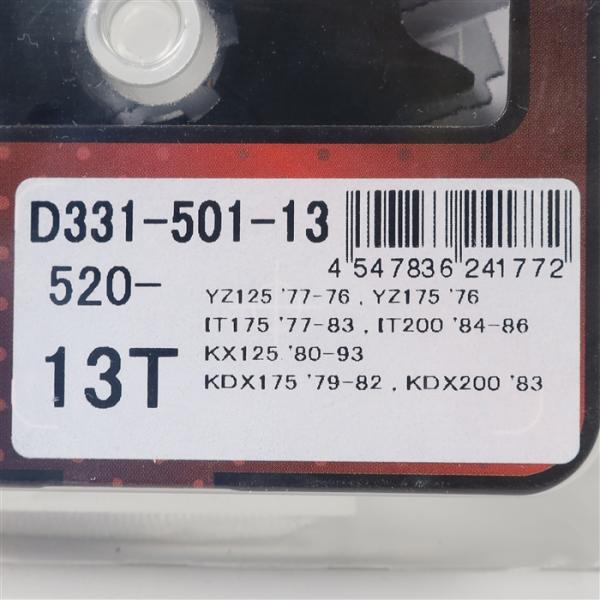 D331-501-13
4 547836 241772
520-
13T
YZ125 '77-76 , YZ175 '76
IT175 '77-83 , IT200 '84-86
KX125 '80-93
KDX175 '79-82 , KDX200 '83